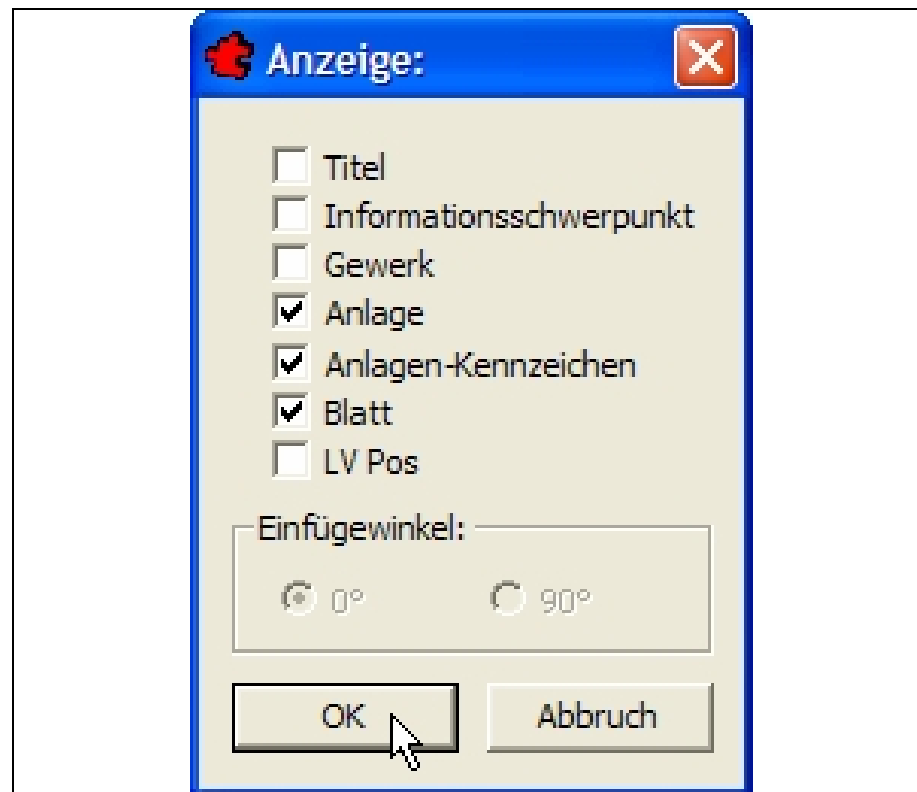 Anzeige:
Titel
Informationsschwerpunkt
Gewerk
Anlage
Anlagen-Kennzeichen
Blatt
LV Pos
Einfügewinkel:
0° 90°
OK Abbruch